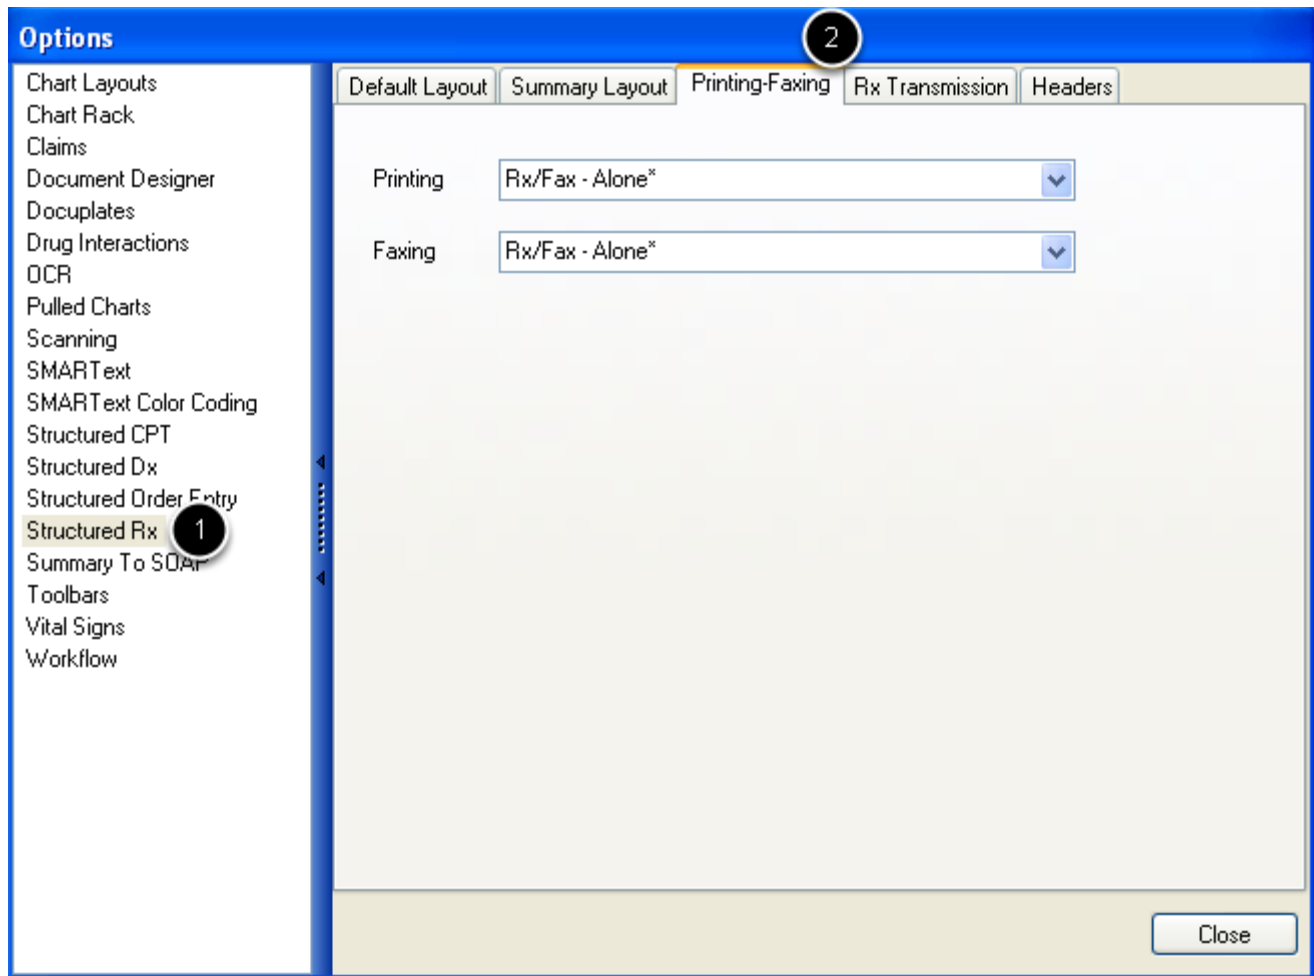 Options
2
Chart Layouts
Chart Rack
Claims
Document Designer
Docuplates
Drug Interactions
OCR
Pulled Charts
Scanning
SMARText
SMARText Color Coding
Structured CPT
Structured Dx
Structured Order Entry
Structured Rx 1
Summary To SOAP
Toolbars
Vital Signs
Workflow
Default Layout Summary Layout Printing-Faxing Rx Transmission Headers
Printing Rx/Fax - Alone*
Faxing Rx/Fax - Alone*
Close